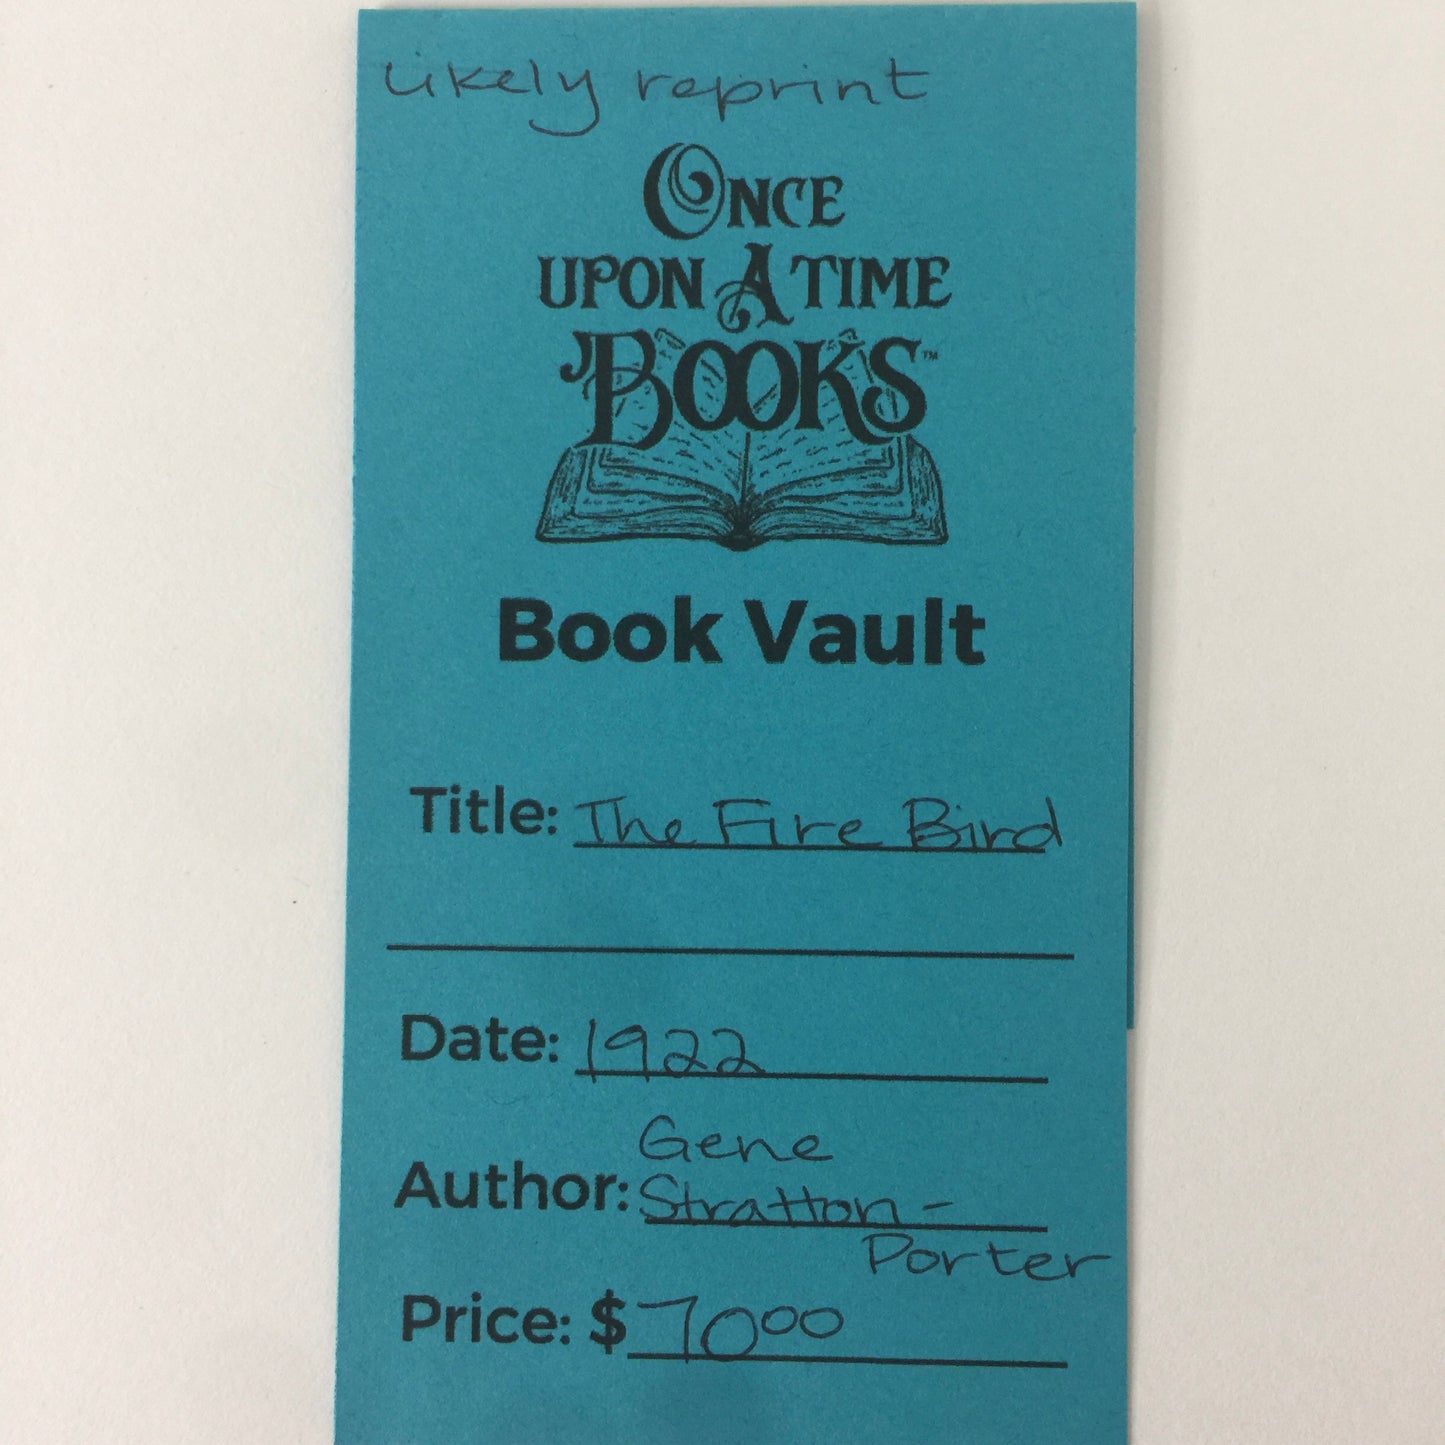 likely reprint
ONCE
UPON A TIME
BOOKS™
Book Vault
Title: The Fire Bird
Date: 1922
Gene
Author: Stratton-
Porter
Price: $ 70 00